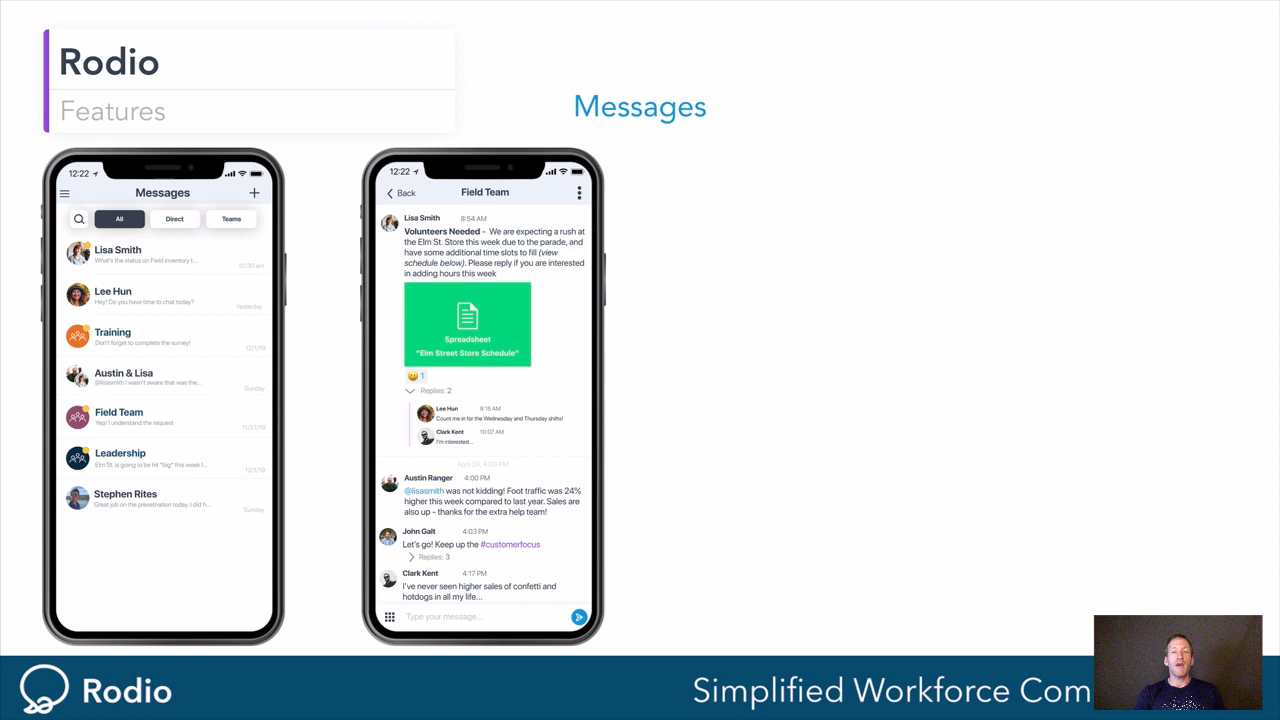 Rodio
Features
Messages
12:22
Messages
All
Direct
Teams
Lisa Smith
What's the status on Field inventory t...
10:30 am
Lee Hun
Hey! Do you have time to chat today?
Yesterday
Training
Don't forget to complete the survey!
12/1/19
Austin & Lisa
@lisasmith I wasn't aware that was the...
Sunday
Field Team
Yep! I understand the request
11/27/19
Leadership
Elm St. is going to be hit *big* this week t...
12/1/19
Stephen Rites
Great job on the presetnation today. I did h...
Sunday
12:22
Back
Field Team
Lisa Smith 8:54 AM
Volunteers Needed - We are expecting a rush at
the Elm St. Store this week due to the parade, and
have some additional time slots to fill (view
schedule below). Please reply if you are interested
in adding hours this week
Spreadsheet
"Elm Street Store Schedule"
1
Replies: 2
Lee Hun 9:15 AM
Count me in for the Wednesday and Thursday shifts!
Clark Kent 10:07 AM
I'm interested...
April 24, 4:00 PM
Austin Ranger 4:00 PM
@lisasmith was not kidding! Foot traffic was 24%
higher this week compared to last year. Sales are
also up - thanks for the extra help team!
John Galt 4:03 PM
Let's go! Keep up the #customerfocus
Replies: 3
Clark Kent 4:17 PM
I've never seen higher sales of confetti and
hotdogs in all my life...
Type your message...
Rodio
Simplified Workforce Com